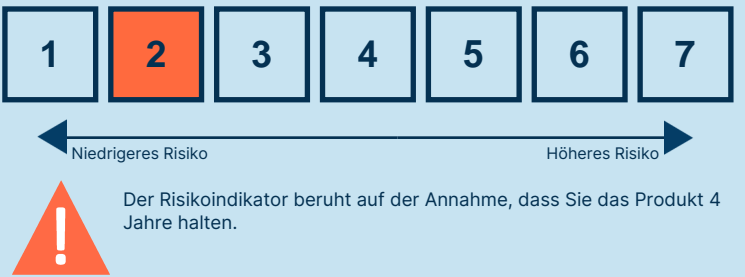 1 2 3 4 5 6 7
Niedrigeres Risiko Höheres Risiko
Der Risikoindikator beruht auf der Annahme, dass Sie das Produkt 4
Jahre halten.